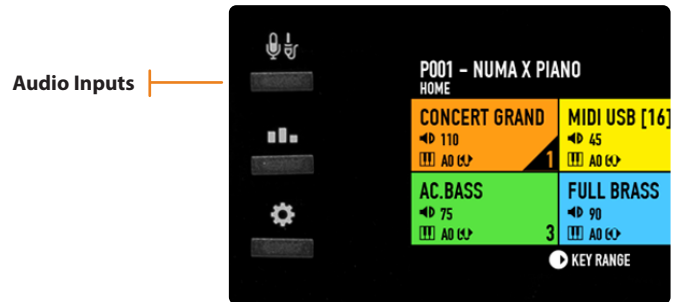 Audio Inputs
P001 - NUMA X PIANO
HOME
CONCERT GRAND
110
A0
1
MIDI USB [16]
45
A0
AC.BASS
75
A0
3
FULL BRASS
90
A0
KEY RANGE